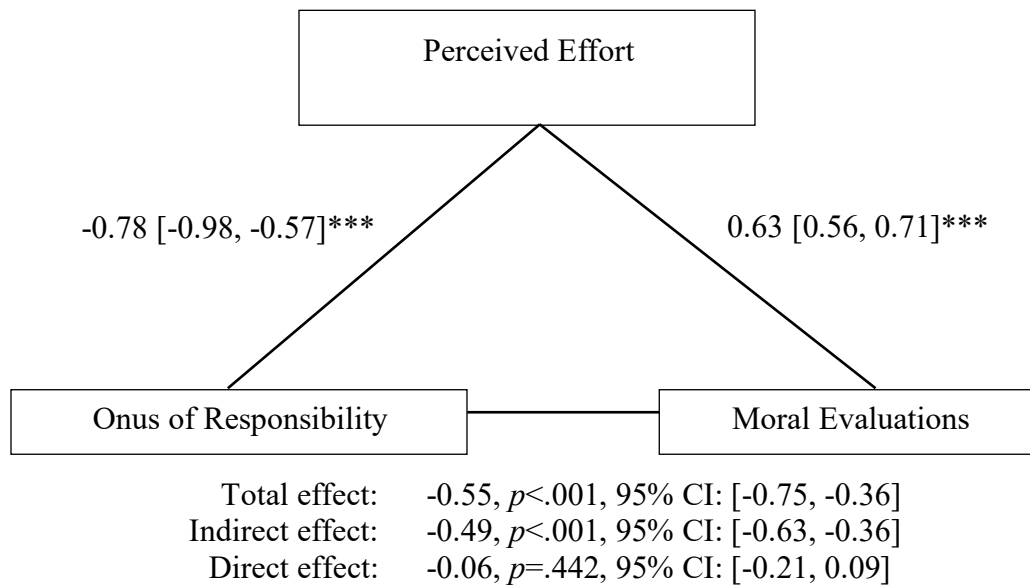 Perceived Effort
-0.78 [-0.98, -0.57]***
0.63 [0.56, 0.71]***
Onus of Responsibility
Moral Evaluations
Total effect: -0.55, p<.001, 95% CI: [-0.75, -0.36]
Indirect effect: -0.49, p<.001, 95% CI: [-0.63, -0.36]
Direct effect: -0.06, p=.442, 95% CI: [-0.21, 0.09]